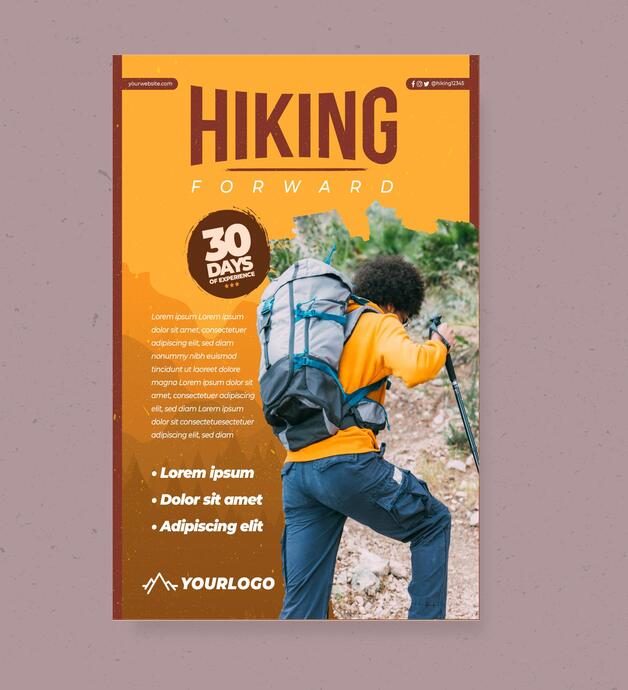 yourwebsite.com
@hiking12345
HIKING
FORWARD
30
DAYS
OF EXPERIENCE
Lorem ipsum Lorem ipsum
dolor sit amet, consectetuer
adipiscing elit, sed diam
nonummy nibh euismod
tincidunt ut laoreet dolore
magna Lorem ipsum dolor sit
amet, consectetuer adipiscing
elit, sed diam Lorem ipsum
dolor sit consectetuesectetuer
adipiscing elit, sed diam
• Lorem ipsum
• Dolor sit amet
• Adipiscing elit
YOURLOGO